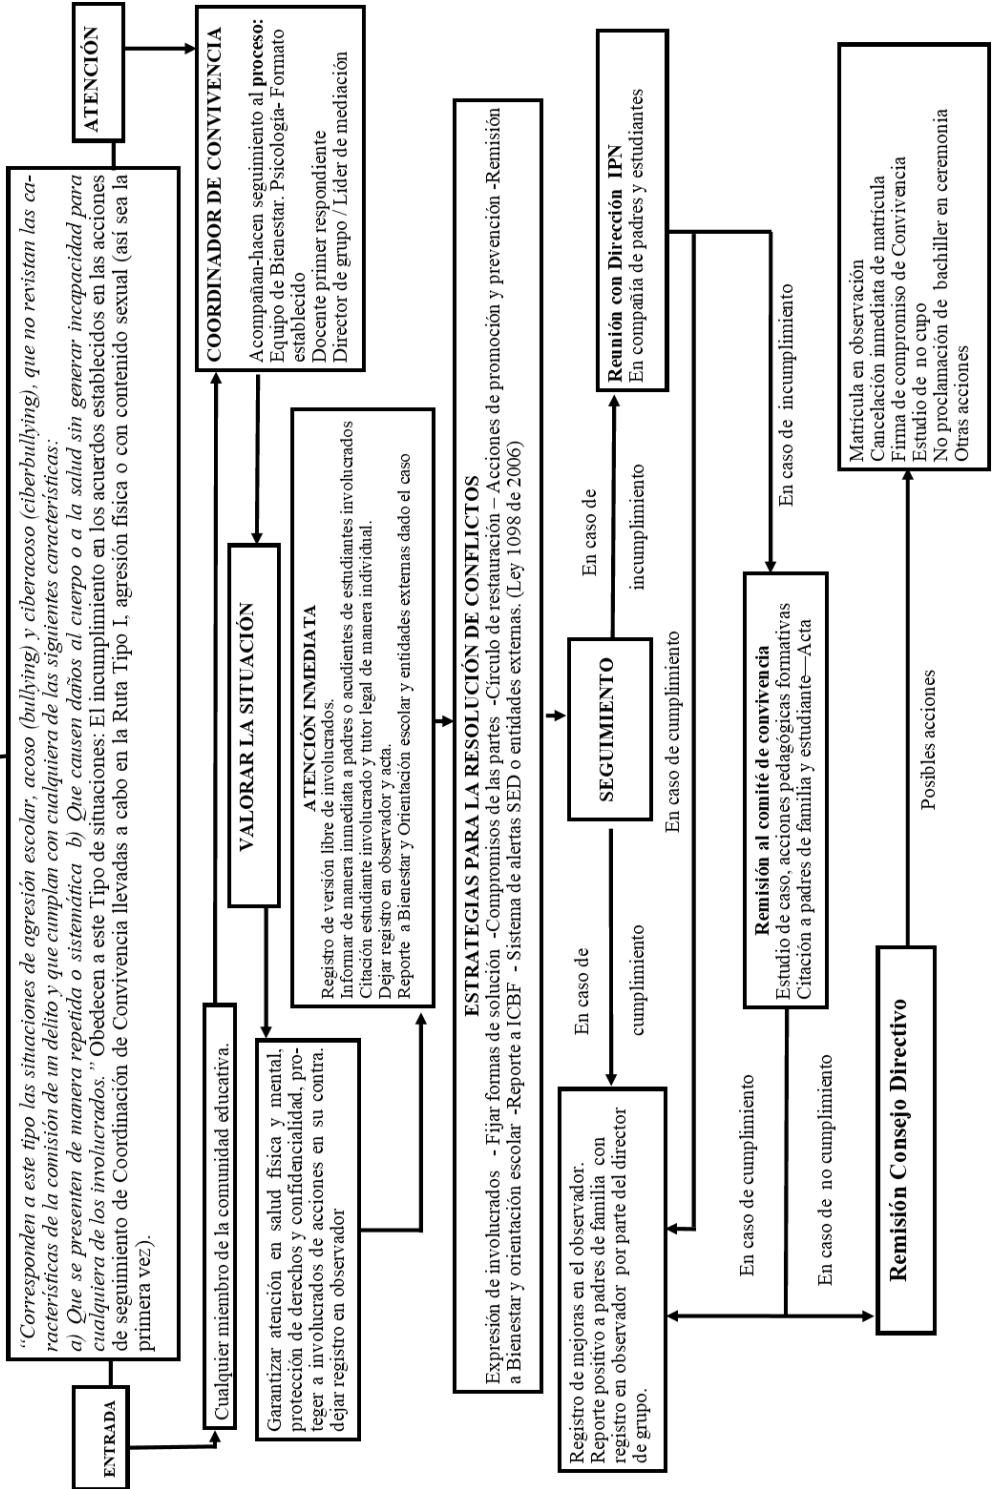 “Corresponden a este tipo las situaciones de agresión escolar, acoso (bullying) y ciberacoso (ciberbullying), que no revistan las ca-
racterísticas de la comisión de un delito y que cumplan con cualquiera de las siguientes características:
a) Que se presenten de manera repetida o sistemática b) Que causen daños al cuerpo o a la salud sin generar incapacidad para
cualquiera de los involucrados.” Obedecen a este Tipo de situaciones: El incumplimiento en los acuerdos establecidos en las acciones
de seguimiento de Coordinación de Convivencia llevadas a cabo en la Ruta Tipo I, agresión física o con contenido sexual (así sea la
primera vez).
ENTRADA
ATENCIÓN
Cualquier miembro de la comunidad educativa.
COORDINADOR DE CONVIVENCIA
Acompañan-hacen seguimiento al proceso:
Equipo de Bienestar. Psicología- Formato
establecido
Docente primer respondiente
Director de grupo / Líder de mediación
VALORAR LA SITUACIÓN
Garantizar atención en salud física y mental,
protección de derechos y confidencialidad, pro-
teger a involucrados de acciones en su contra.
dejar registro en observador
ATENCIÓN INMEDIATA
Registro de versión libre de involucrados.
Informar de manera inmediata a padres o acudientes de estudiantes involucrados
Citación estudiante involucrado y tutor legal de manera individual.
Dejar registro en observador y acta.
Reporte a Bienestar y Orientación escolar y entidades externas dado el caso
ESTRATEGIAS PARA LA RESOLUCIÓN DE CONFLICTOS
Expresión de involucrados - Fijar formas de solución -Compromisos de las partes -Círculo de restauración – Acciones de promoción y prevención -Remisión
a Bienestar y orientación escolar -Reporte a ICBF - Sistema de alertas SED o entidades externas. (Ley 1098 de 2006)
SEGUIMIENTO
En caso de
cumplimiento
En caso de
incumplimiento
Registro de mejoras en el observador.
Reporte positivo a padres de familia con
registro en observador por parte del director
de grupo.
Reunión con Dirección IPN
En compañía de padres y estudiantes
En caso de cumplimiento
En caso de incumplimiento
Remisión al comité de convivencia
Estudio de caso, acciones pedagógicas formativas
Citación a padres de familia y estudiante—Acta
En caso de cumplimiento
En caso de no cumplimiento
Remisión Consejo Directivo
Posibles acciones
Matrícula en observación
Cancelación inmediata de matrícula
Firma de compromiso de Convivencia
Estudio de no cupo
No proclamación de bachiller en ceremonia
Otras acciones